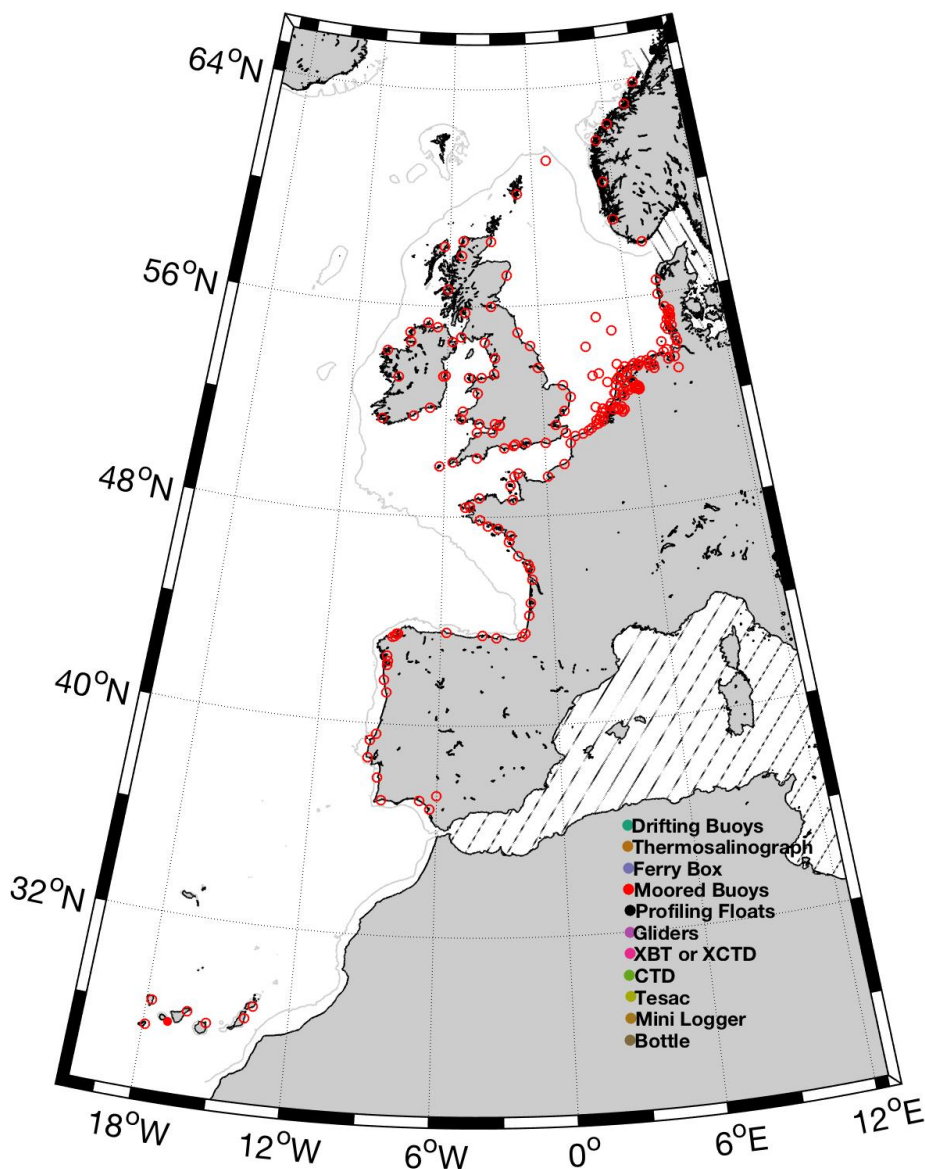 64°N
56°N
48°N
40°N
32°N
Drifting Buoys
Thermosalinograph
Ferry Box
Moored Buoys
Profiling Floats
Gliders
XBT or XCTD
CTD
Tesac
Mini Logger
Bottle
18°W
12°W
6°W
0°
6°E
12°E